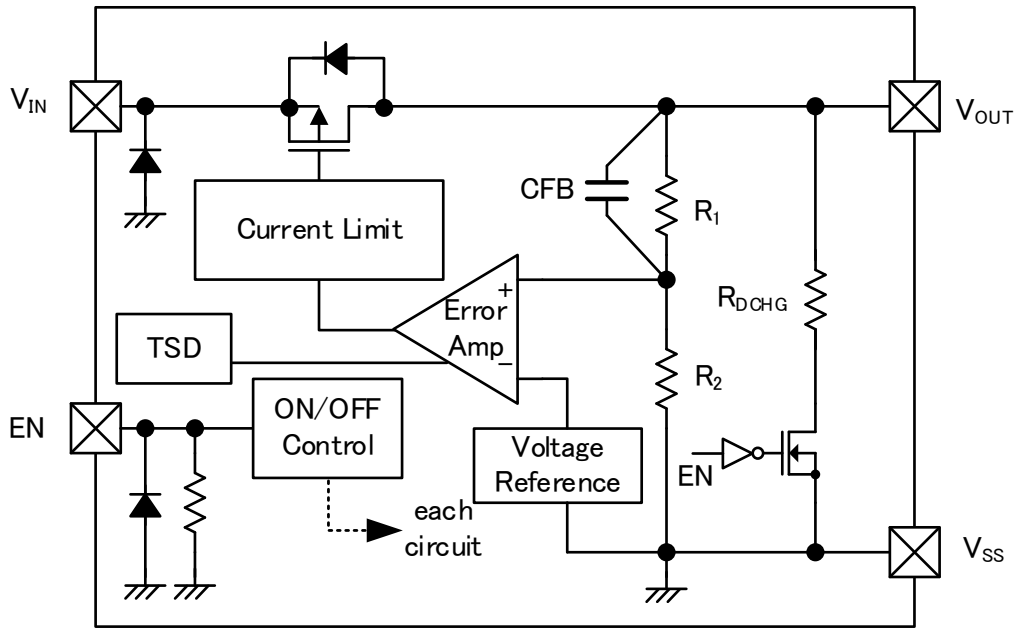 VIN
VOUT
CFB
R1
Current Limit
RDCHG
Error
Amp
+
−
TSD
R2
EN
ON/OFF
Control
Voltage
Reference
EN
each
circuit
VSS